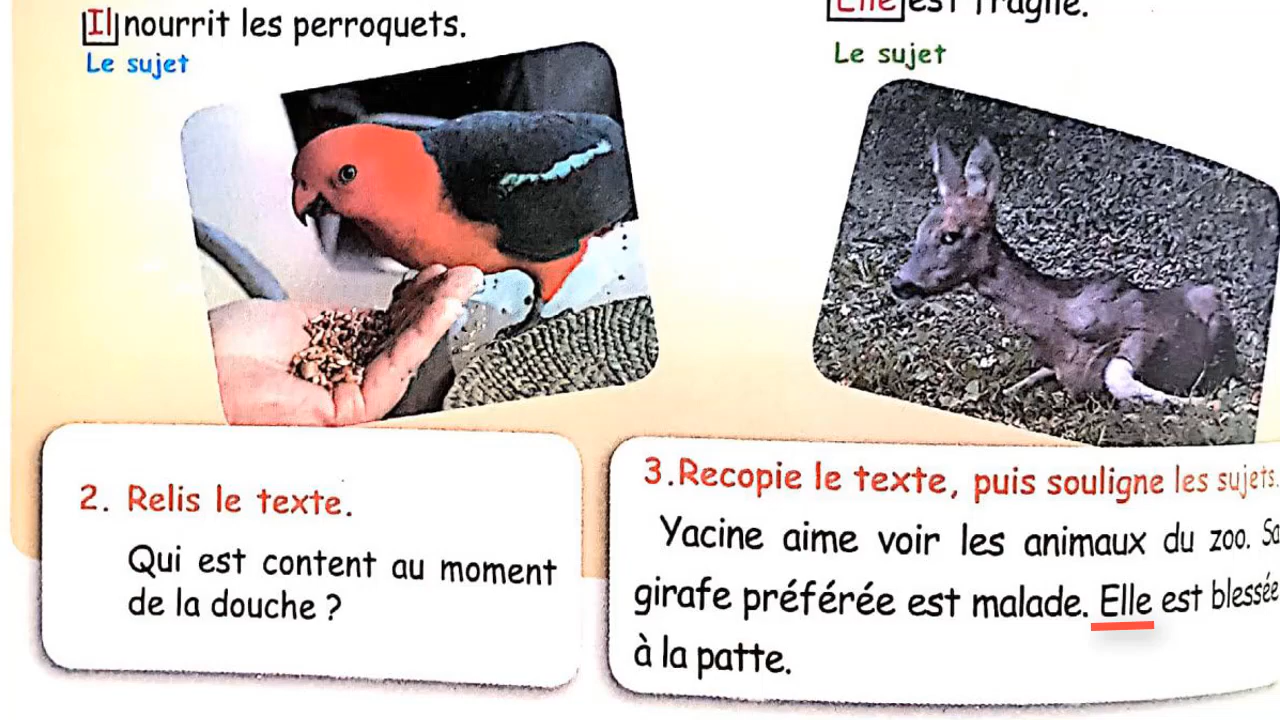 Il nourrit les perroquets.
Le sujet
Elle est fragile.
Le sujet
2. Relis le texte.
Qui est content au moment
de la douche ?
3. Recopie le texte, puis souligne les sujets.
Yacine aime voir les animaux du zoo. Sa
girafe préférée est malade. Elle est blessée
à la patte.